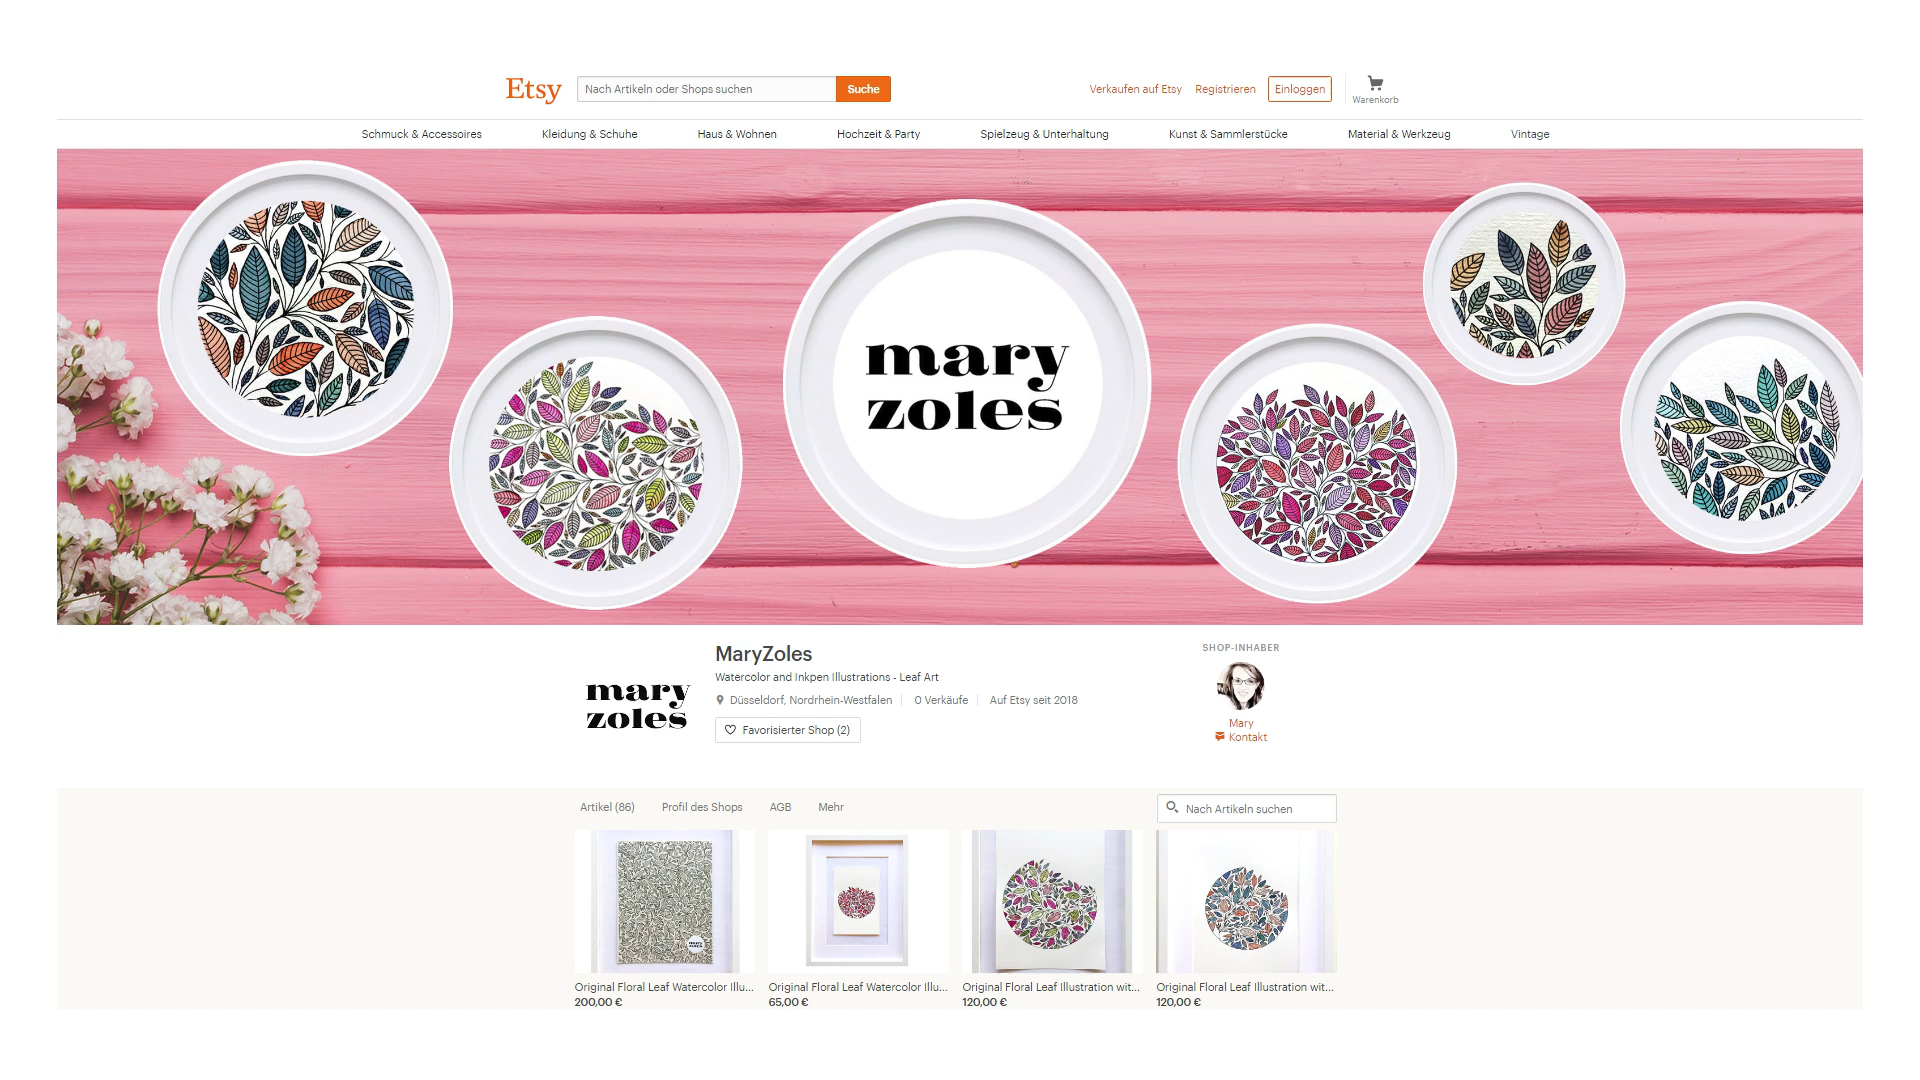 Etsy
Nach Artikeln oder Shops suchen
Suche
Verkaufen auf Etsy
Registrieren
Einloggen
Warenkorb
Schmuck & Accessoires
Kleidung & Schuhe
Haus & Wohnen
Hochzeit & Party
Spielzeug & Unterhaltung
Kunst & Sammlerstücke
Material & Werkzeug
Vintage
mary
zoles
mary
zoles
MaryZoles
Watercolor and Inkpen Illustrations - Leaf Art
Düsseldorf, Nordrhein-Westfalen
0 Verkäufe
Auf Etsy seit 2018
Favorisierter Shop (2)
SHOP-INHABER
Mary
Kontakt
Artikel (86)
Profil des Shops
AGB
Mehr
Nach Artikeln suchen
mary
zoles
Original Floral Leaf Watercolor Illu...
200,00 €
Original Floral Leaf Watercolor Illu...
65,00 €
Original Floral Leaf Illustration wit...
120,00 €
Original Floral Leaf Illustration wit...
120,00 €